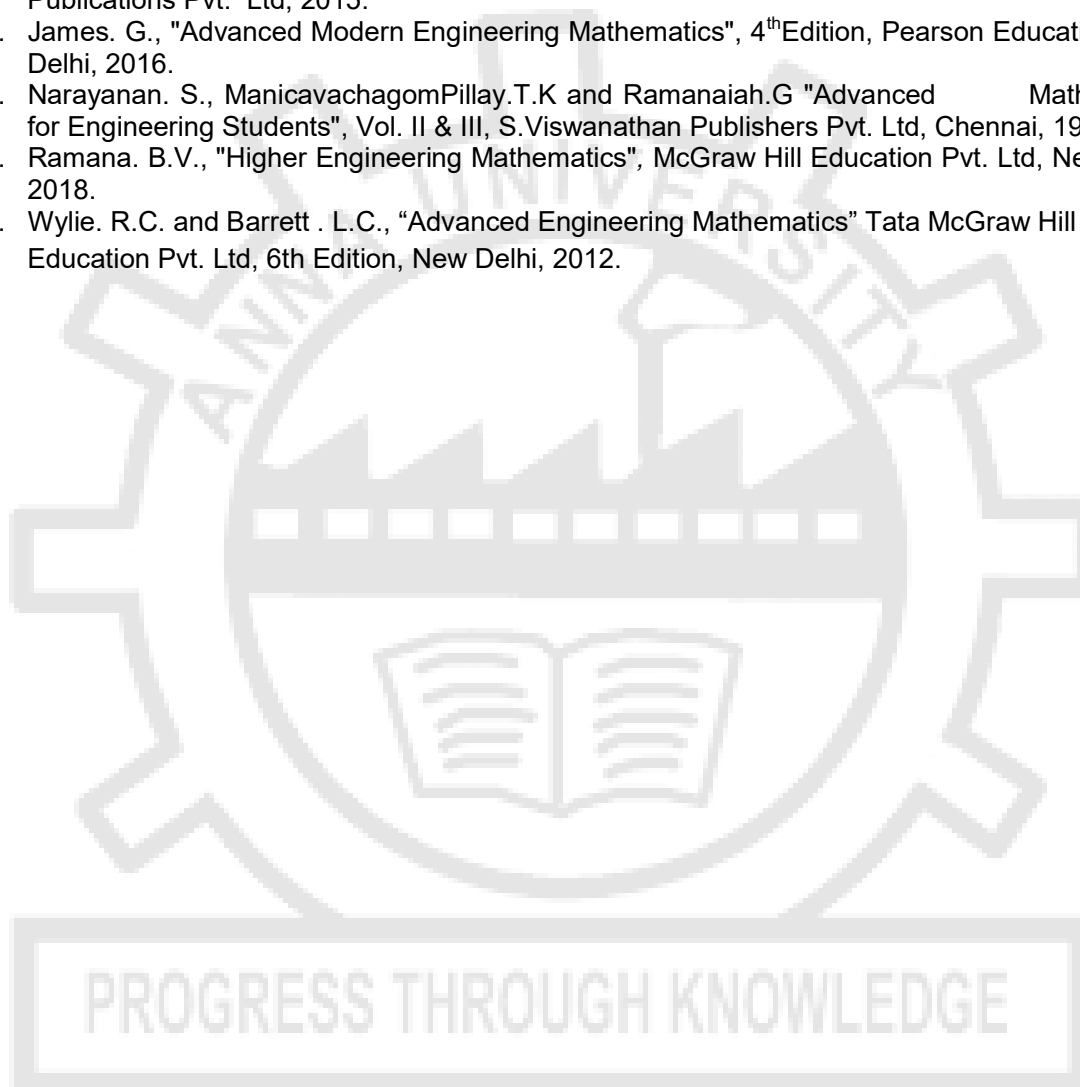 Publications Pvt. Ltd, 2015.
. James. G., "Advanced Modern Engineering Mathematics", 4thEdition, Pearson Educati
Delhi, 2016.
. Narayanan. S., ManicavachagomPillay.T.K and Ramanaiah.G "Advanced Math
for Engineering Students", Vol. II & III, S.Viswanathan Publishers Pvt. Ltd, Chennai, 19
. Ramana. B.V., "Higher Engineering Mathematics", McGraw Hill Education Pvt. Ltd, Ne
2018.
. Wylie. R.C. and Barrett . L.C., “Advanced Engineering Mathematics” Tata McGraw Hill
Education Pvt. Ltd, 6th Edition, New Delhi, 2012.
ANNA UNIVERSITY
PROGRESS THROUGH KNOWLEDGE